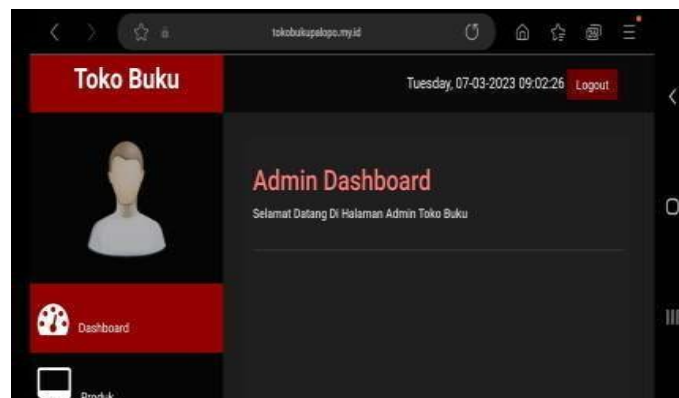 tokobukupalopo.my.id
Toko Buku
Tuesday, 07-03-2023 09:02:26 Logout
Admin Dashboard
Selamat Datang Di Halaman Admin Toko Buku
Dashboard
Produk